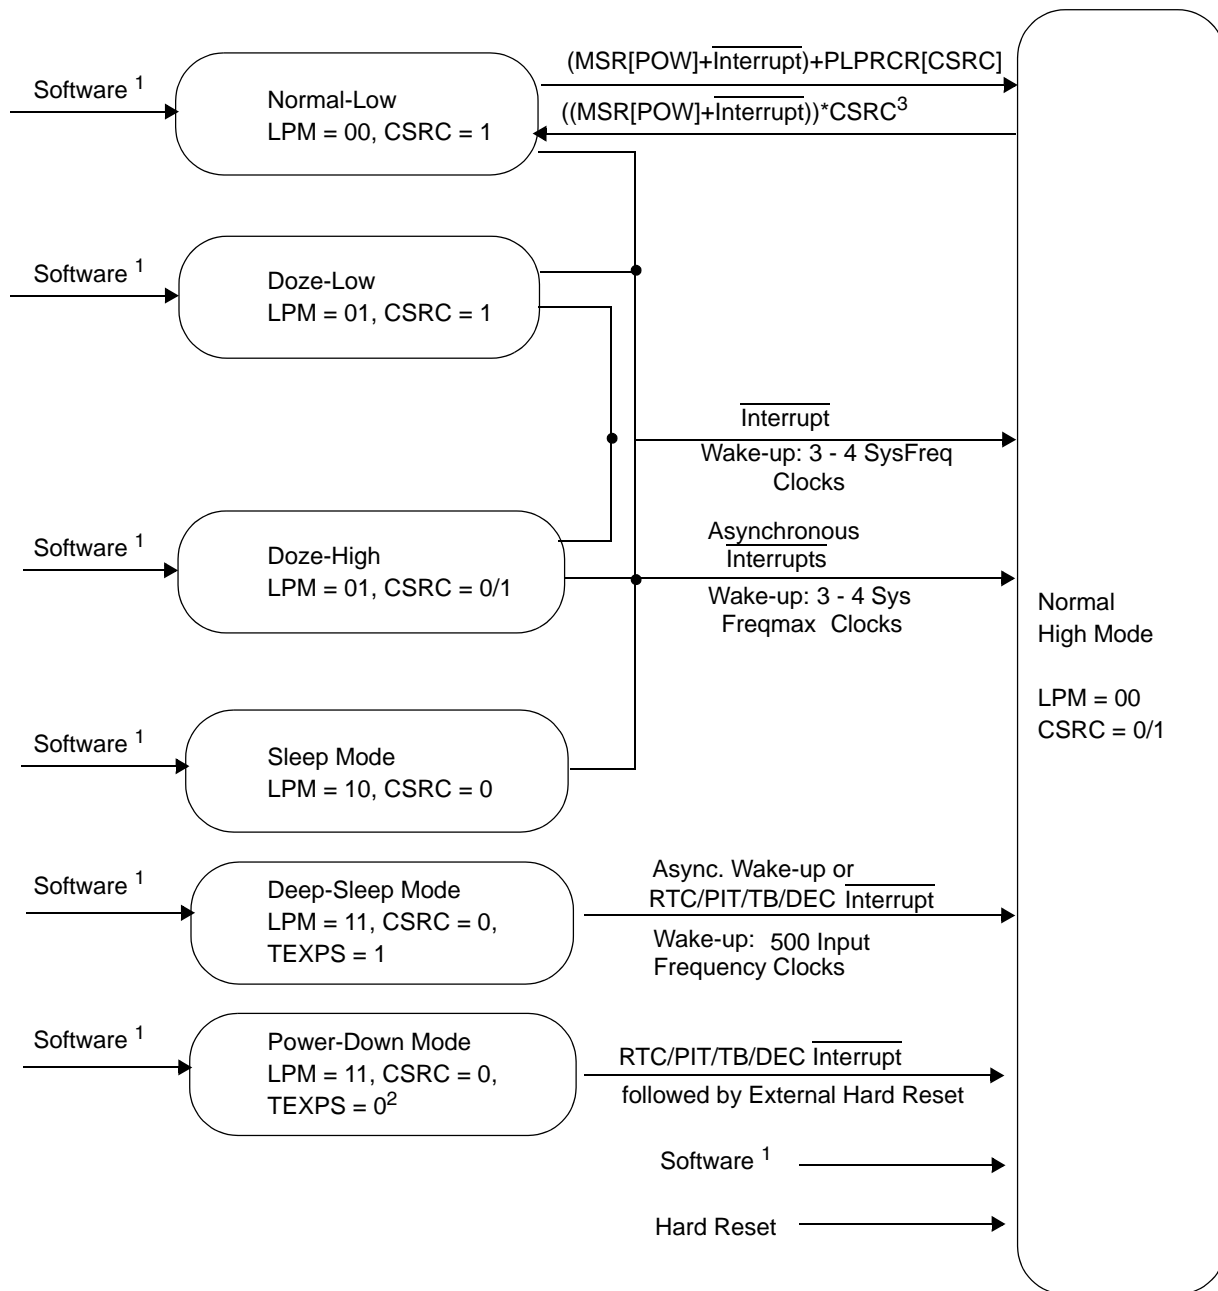 (MSR[POW]+Interrupt)+PLPRCR[CSRC]
Software 1
Normal-Low
LPM = 00, CSRC = 1
((MSR[POW]+Interrupt))*CSRC3
Software 1
Doze-Low
LPM = 01, CSRC = 1
Interrupt
Wake-up: 3 - 4 SysFreq
Clocks
Software 1
Doze-High
LPM = 01, CSRC = 0/1
Asynchronous
Interrupts
Wake-up: 3 - 4 Sys
Freqmax Clocks
Normal
High Mode
LPM = 00
CSRC = 0/1
Software 1
Sleep Mode
LPM = 10, CSRC = 0
Software 1
Deep-Sleep Mode
LPM = 11, CSRC = 0,
TEXPS = 1
Async. Wake-up or
RTC/PIT/TB/DEC Interrupt
Wake-up: 500 Input
Frequency Clocks
Software 1
Power-Down Mode
LPM = 11, CSRC = 0,
TEXPS = 02
RTC/PIT/TB/DEC Interrupt
followed by External Hard Reset
Software 1
Hard Reset